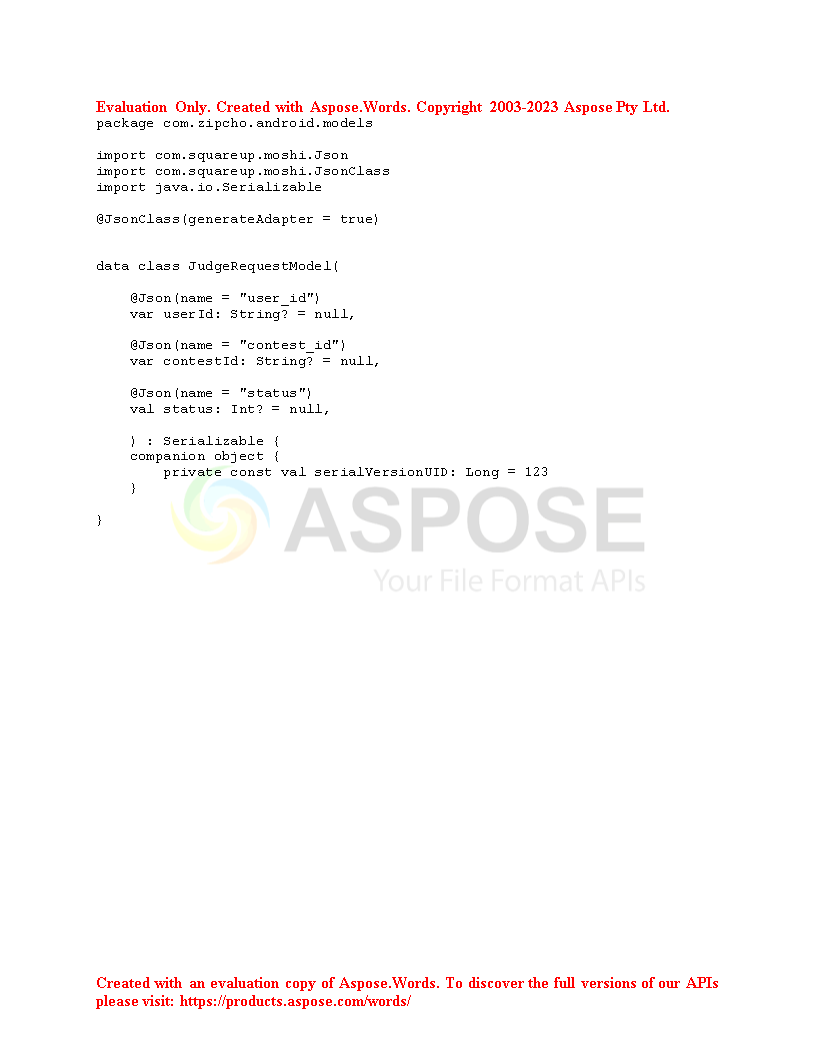 Evaluation Only. Created with Aspose.Words. Copyright 2003-2023 Aspose Pty Ltd.
package com.zipcho.android.models
import com.squareup.moshi.Json
import com.squareup.moshi.JsonClass
import java.io.Serializable
@JsonClass(generateAdapter = true)
data class JudgeRequestModel(
    @Json(name = "user_id")
    var userId: String? = null,
    @Json(name = "contest_id")
    var contestId: String? = null,
    @Json(name = "status")
    val status: Int? = null,
    ) : Serializable {
    companion object {
        private const val serialVersionUID: Long = 123
    }
}
ASPOSE
Your File Format APIs
Created with an evaluation copy of Aspose.Words. To discover the full versions of our APIs
please visit: https://products.aspose.com/words/